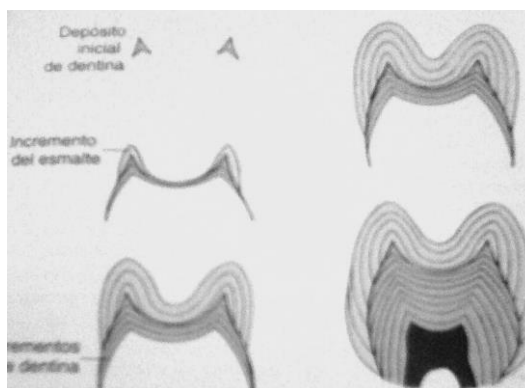 Depósito
inicial
de dentina
Incremento
del esmalte
rementos
e dentina